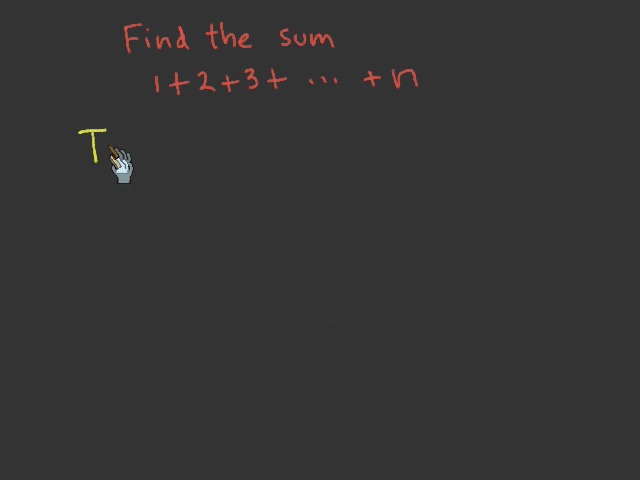 Find the sum
1+2+3+ ... +n
T